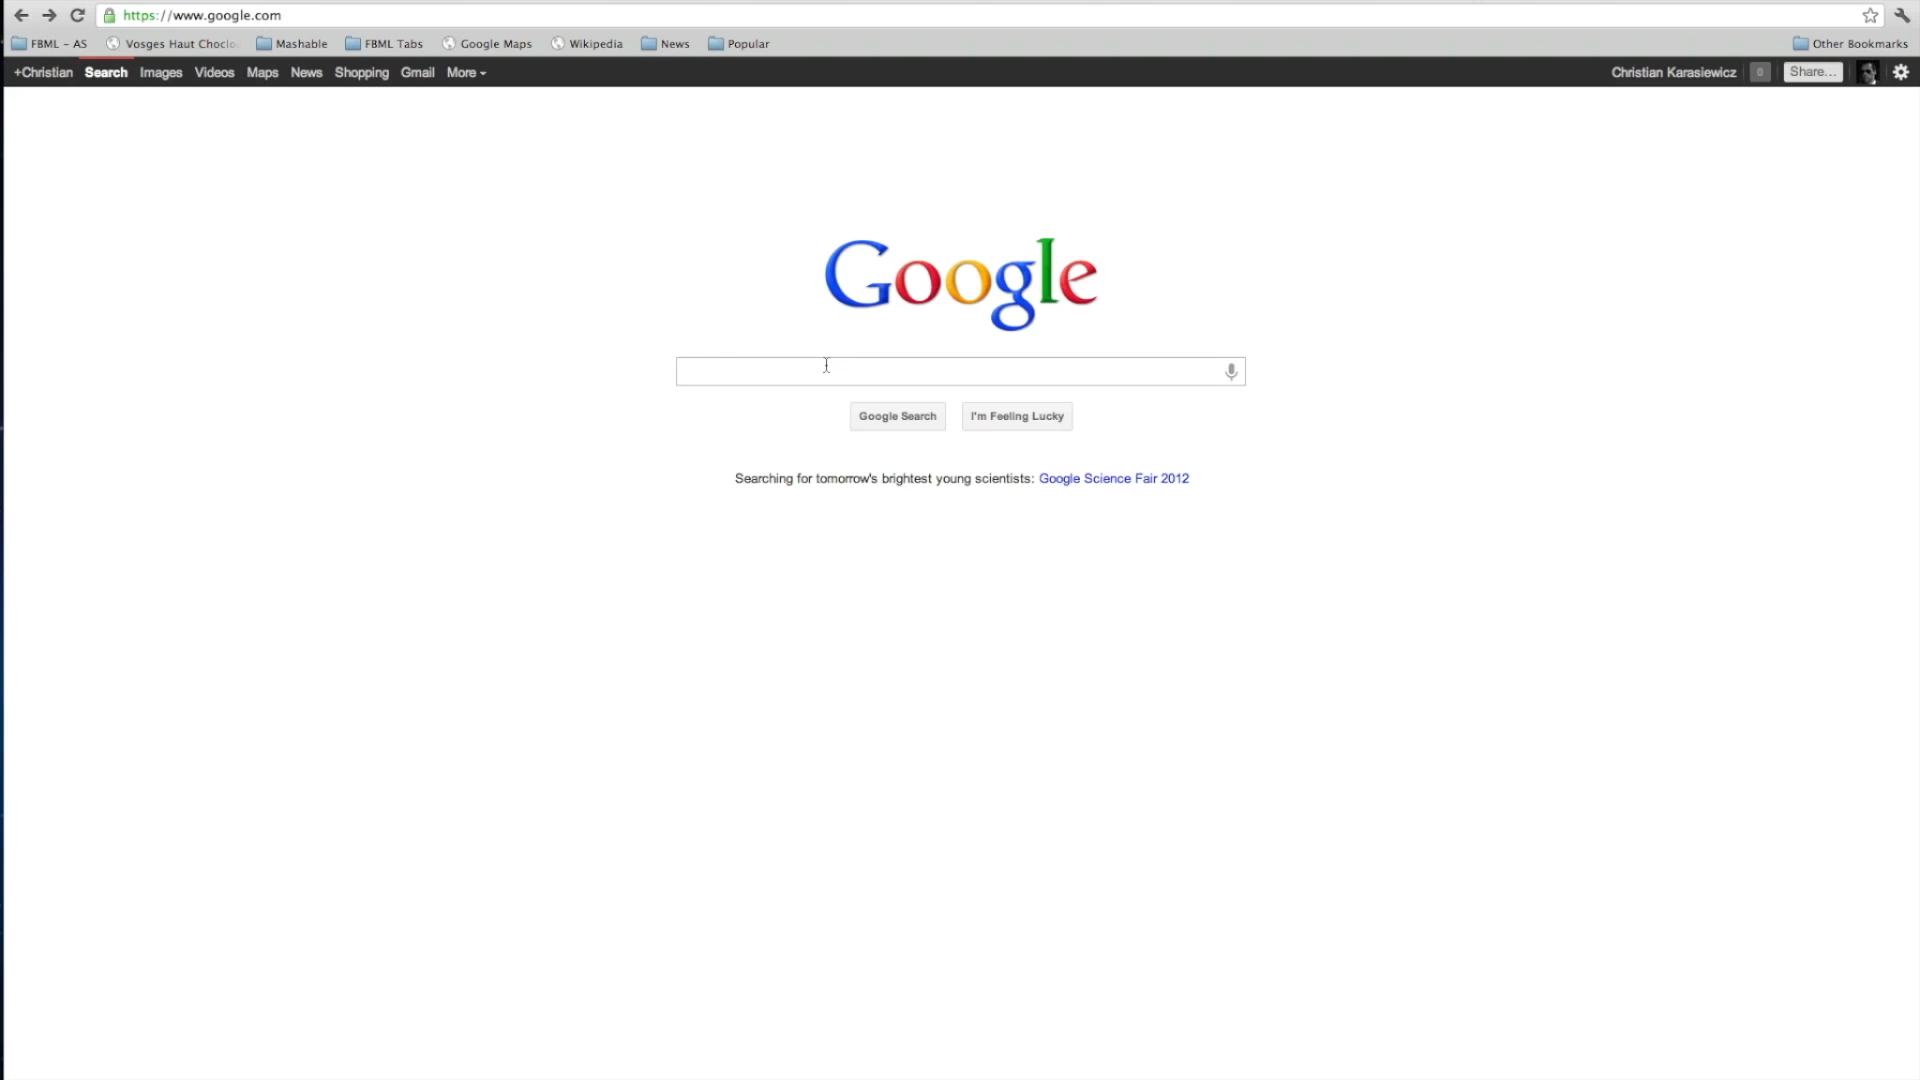 https://www.google.com
FBML - AS Vosges Haut Choclo Mashable FBML Tabs Google Maps Wikipedia News Popular Other Bookmarks
+Christian Search Images Videos Maps News Shopping Gmail More Christian Karasiewicz 0 Share...
Google
Google Search I'm Feeling Lucky
Searching for tomorrow's brightest young scientists: Google Science Fair 2012